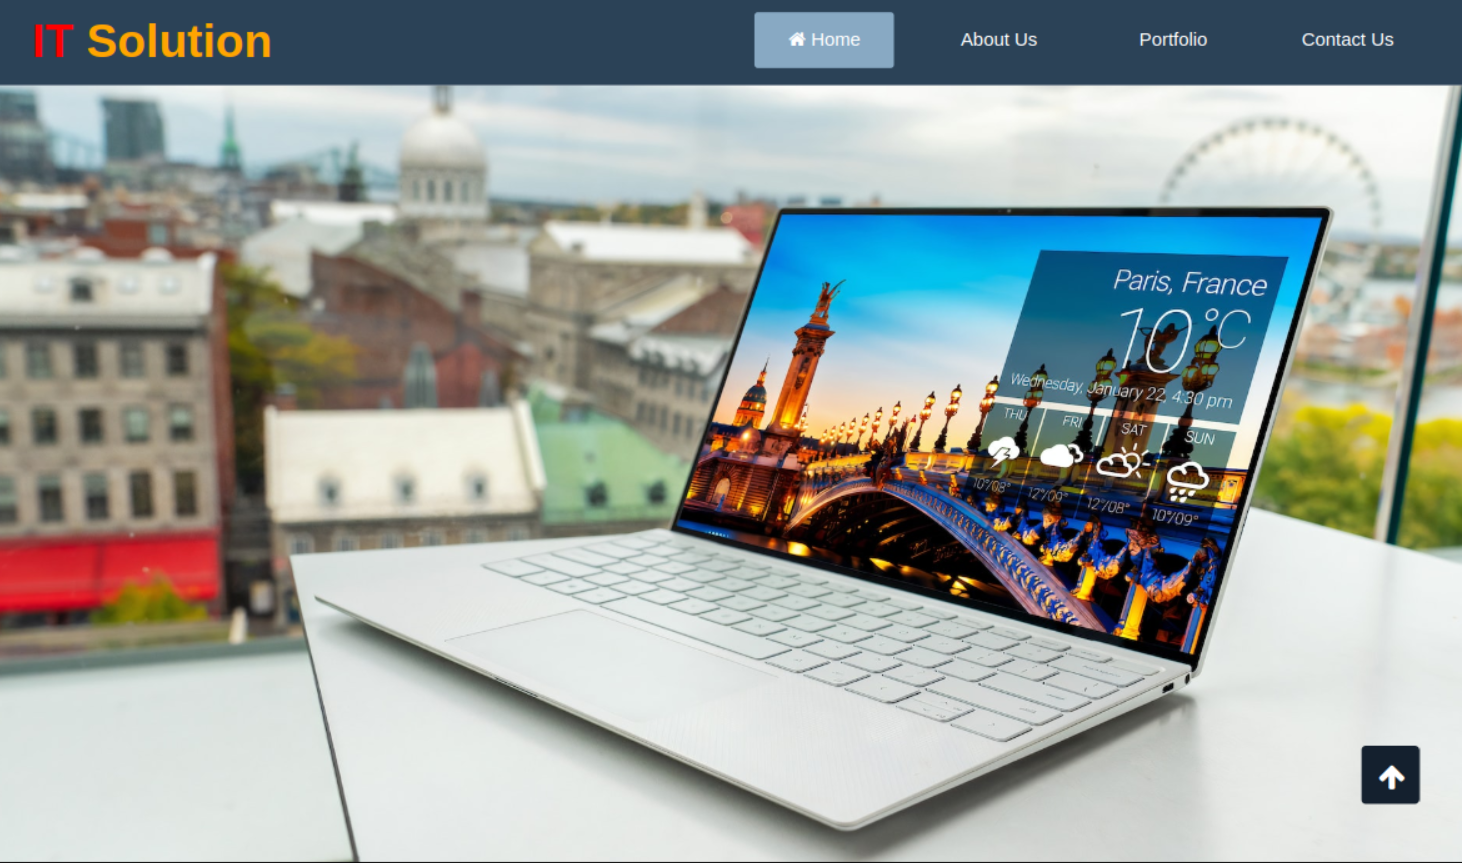 IT Solution
Home
About Us
Portfolio
Contact Us
Paris, France
10°C
Wednesday, January 22, 4:30 pm
THU
FRI
SAT
SUN
10°/08°
12°/09°
12°/08°
10°/09°